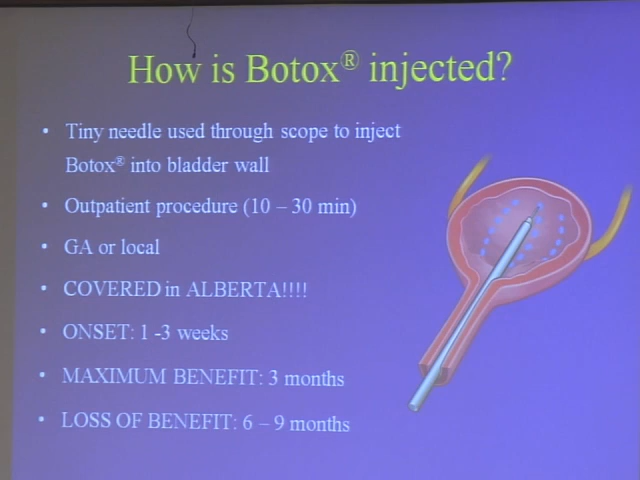 How is Botox® injected?
• Tiny needle used through scope to inject
Botox® into bladder wall
• Outpatient procedure (10 – 30 min)
• GA or local
• COVERED in ALBERTA!!!!
• ONSET: 1 -3 weeks
• MAXIMUM BENEFIT: 3 months
• LOSS OF BENEFIT: 6 – 9 months